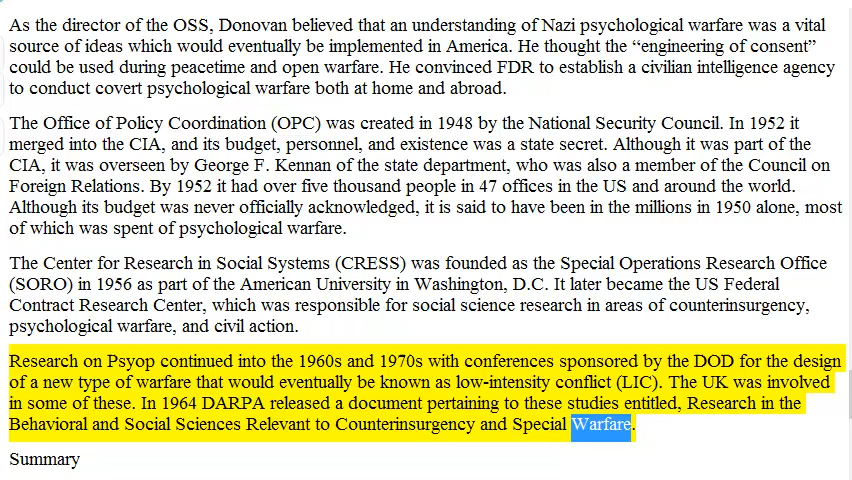 As the director of the OSS, Donovan believed that an understanding of Nazi psychological warfare was a vital
source of ideas which would eventually be implemented in America. He thought the “engineering of consent”
could be used during peacetime and open warfare. He convinced FDR to establish a civilian intelligence agency
to conduct covert psychological warfare both at home and abroad.
The Office of Policy Coordination (OPC) was created in 1948 by the National Security Council. In 1952 it
merged into the CIA, and its budget, personnel, and existence was a state secret. Although it was part of the
CIA, it was overseen by George F. Kennan of the state department, who was also a member of the Council on
Foreign Relations. By 1952 it had over five thousand people in 47 offices in the US and around the world.
Although its budget was never officially acknowledged, it is said to have been in the millions in 1950 alone, most
of which was spent of psychological warfare.
The Center for Research in Social Systems (CRESS) was founded as the Special Operations Research Office
(SORO) in 1956 as part of the American University in Washington, D.C. It later became the US Federal
Contract Research Center, which was responsible for social science research in areas of counterinsurgency,
psychological warfare, and civil action.
Research on Psyop continued into the 1960s and 1970s with conferences sponsored by the DOD for the design
of a new type of warfare that would eventually be known as low-intensity conflict (LIC). The UK was involved
in some of these. In 1964 DARPA released a document pertaining to these studies entitled, Research in the
Behavioral and Social Sciences Relevant to Counterinsurgency and Special Warfare.
Summary